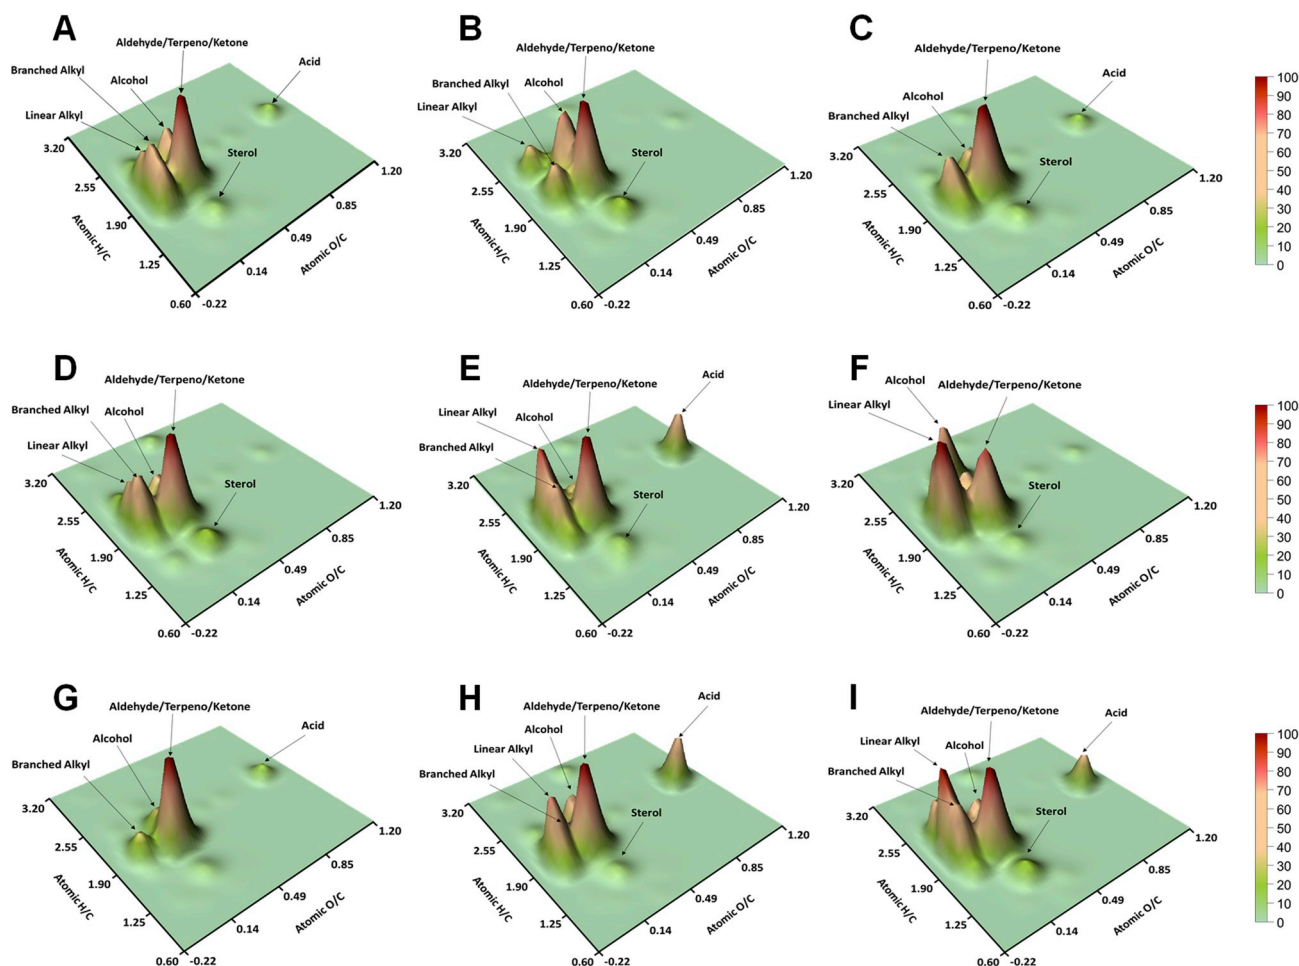 A
Aldehyde/Terpeno/Ketone
Branched Alkyl
Alcohol
Acid
Linear Alkyl
Sterol
3.20
2.55
1.90
1.25
0.60
-0.22
0.14
0.49
0.85
1.20
Atomic H/C
Atomic O/C
B
Aldehyde/Terpeno/Ketone
Branched Alkyl
Alcohol
Linear Alkyl
Sterol
3.20
2.55
1.90
1.25
0.60
-0.22
0.14
0.49
0.85
1.20
Atomic H/C
Atomic O/C
C
Aldehyde/Terpeno/Ketone
Acid
Alcohol
Branched Alkyl
Sterol
3.20
2.55
1.90
1.25
0.60
-0.22
0.14
0.49
0.85
1.20
Atomic H/C
Atomic O/C
100
90
80
70
60
50
40
30
20
10
0
D
Aldehyde/Terpeno/Ketone
Branched Alkyl
Alcohol
Linear Alkyl
Sterol
3.20
2.55
1.90
1.25
0.60
-0.22
0.14
0.49
0.85
1.20
Atomic H/C
Atomic O/C
E
Aldehyde/Terpeno/Ketone
Acid
Linear Alkyl
Alcohol
Branched Alkyl
Sterol
3.20
2.55
1.90
1.25
0.60
-0.22
0.14
0.49
0.85
1.20
Atomic H/C
Atomic O/C
F
Alcohol
Aldehyde/Terpeno/Ketone
Linear Alkyl
Sterol
3.20
2.55
1.90
1.25
0.60
-0.22
0.14
0.49
0.85
1.20
Atomic H/C
Atomic O/C
100
90
80
70
60
50
40
30
20
10
0
G
Aldehyde/Terpeno/Ketone
Acid
Alcohol
Branched Alkyl
3.20
2.55
1.90
1.25
0.60
-0.22
0.14
0.49
0.85
1.20
Atomic H/C
Atomic O/C
H
Acid
Aldehyde/Terpeno/Ketone
Alcohol
Linear Alkyl
Branched Alkyl
Sterol
3.20
2.55
1.90
1.25
0.60
-0.22
0.14
0.49
0.85
1.20
Atomic H/C
Atomic O/C
I
Aldehyde/Terpeno/Ketone
Acid
Linear Alkyl
Alcohol
Branched Alkyl
Sterol
3.20
2.55
1.90
1.25
0.60
-0.22
0.14
0.49
0.85
1.20
Atomic H/C
Atomic O/C
100
90
80
70
60
50
40
30
20
10
0